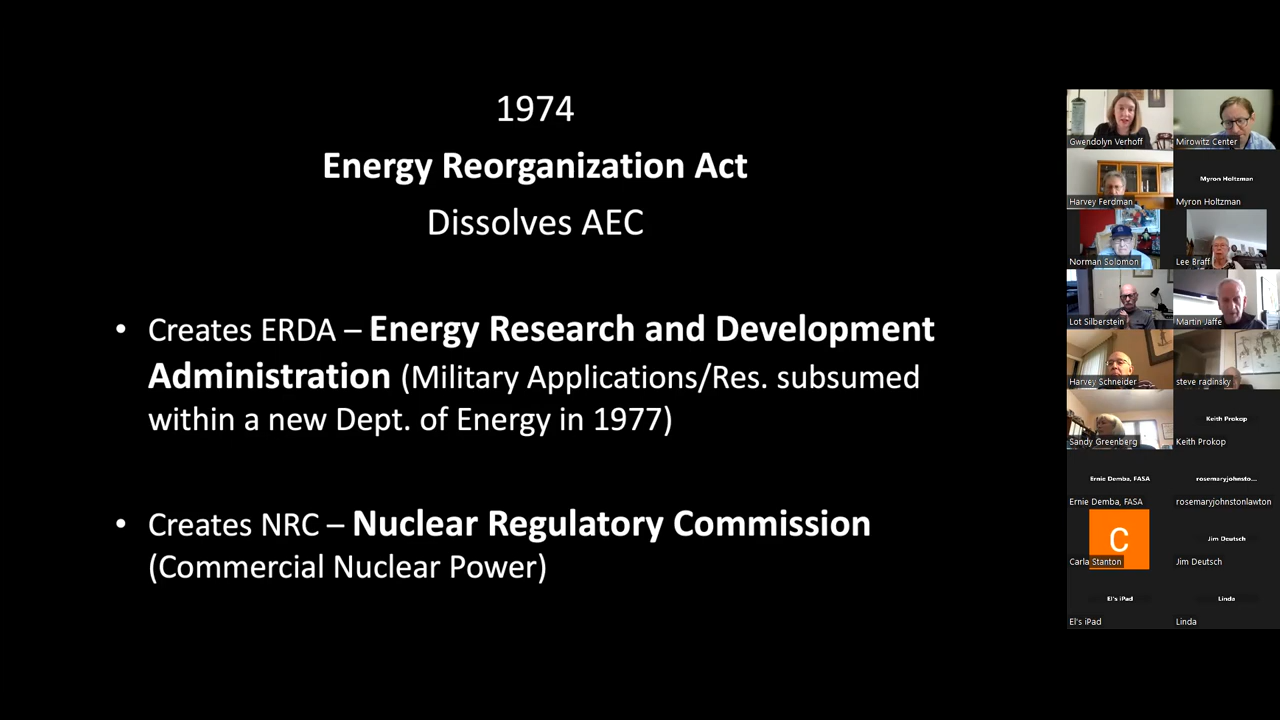 1974
Energy Reorganization Act
Dissolves AEC
• Creates ERDA – Energy Research and Development
Administration (Military Applications/Res. subsumed
within a new Dept. of Energy in 1977)
• Creates NRC – Nuclear Regulatory Commission
(Commercial Nuclear Power)
Gwendolyn Verhoff
Mirowitz Center
Harvey Ferdman
Myron Holtzman
Myron Holtzman
Norman Solomon
Lee Braff
Lot Silberstein
Martin Jaffe
Harvey Schneider
steve radinsky
Sandy Greenberg
Keith Prokop
Keith Prokop
Ernie Demba, FASA
Ernie Demba, FASA
rosemaryjohnsto...
rosemaryjohnstonlawton
C
Carla Stanton
Jim Deutsch
Jim Deutsch
El's iPad
El's iPad
Linda
Linda